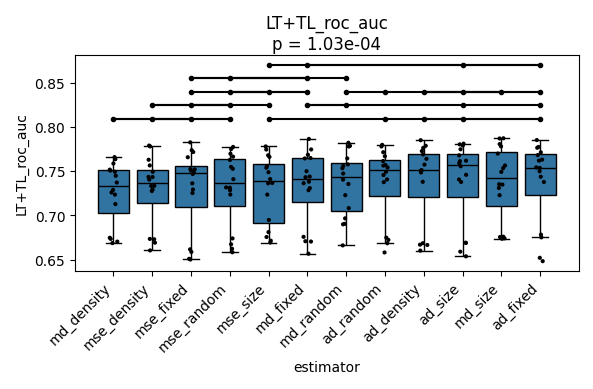 LT+TL_roc_auc
p = 1.03e-04
LT+TL_roc_auc
0.85
0.80
0.75
0.70
0.65
md_density
mse_density
mse_fixed
mse_random
mse_size
md_fixed
md_random
ad_random
ad_density
ad_size
md_size
ad_fixed
estimator